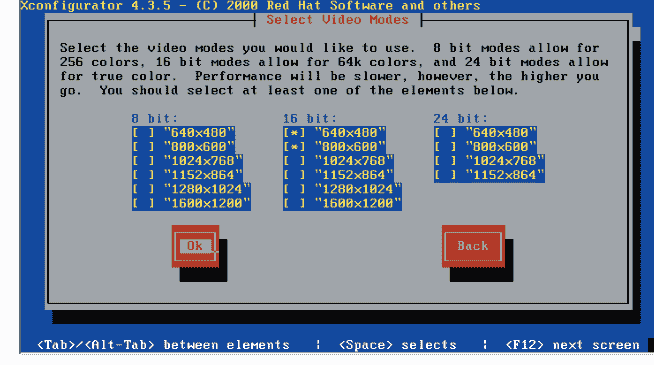 Xconfigurator 4.3.5 - (C) 2000 Red Hat Software and others
Select Video Modes
Select the video modes you would like to use.  8 bit modes allow for
256 colors, 16 bit modes allow for 64k colors, and 24 bit modes allow
for true color.  Performance will be slower, however, the higher you
go.  You should select at least one of the elements below.
8 bit: 16 bit: 24 bit:
[ ] "640x480" [*] "640x480" [ ] "640x480"
[ ] "800x600" [*] "800x600" [ ] "800x600"
[ ] "1024x768" [ ] "1024x768" [ ] "1024x768"
[ ] "1152x864" [ ] "1152x864" [ ] "1152x864"
[ ] "1280x1024" [ ] "1280x1024"
[ ] "1600x1200" [ ] "1600x1200"
Ok Back
<Tab>/<Alt-Tab> between elements | <Space> selects | <F12> next screen